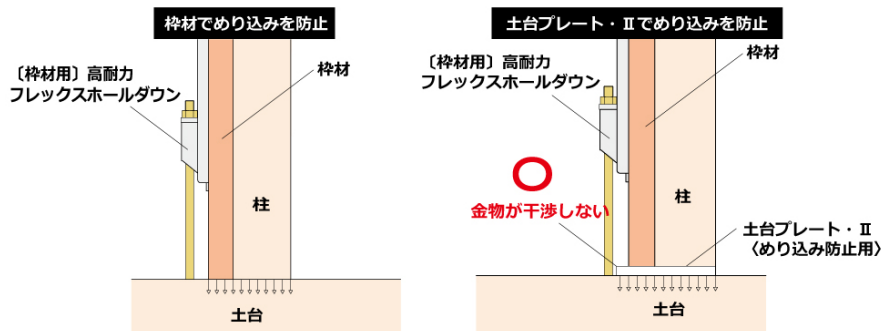 枠材でめり込みを防止
〔枠材用〕高耐力
フレックスホールダウン
枠材
柱
土台
土台プレート・Ⅱでめり込みを防止
〔枠材用〕高耐力
フレックスホールダウン
枠材
金物が干渉しない
柱
土台プレート・Ⅱ
〈めり込み防止用〉
土台